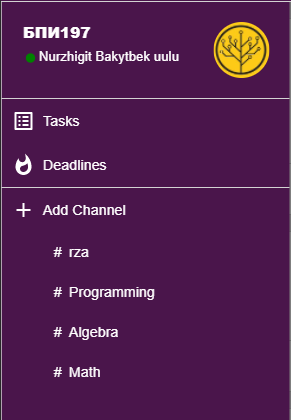 БПИ197
Nurzhigit Bakytbek uulu
Tasks
Deadlines
Add Channel
# rza
# Programming
# Algebra
# Math